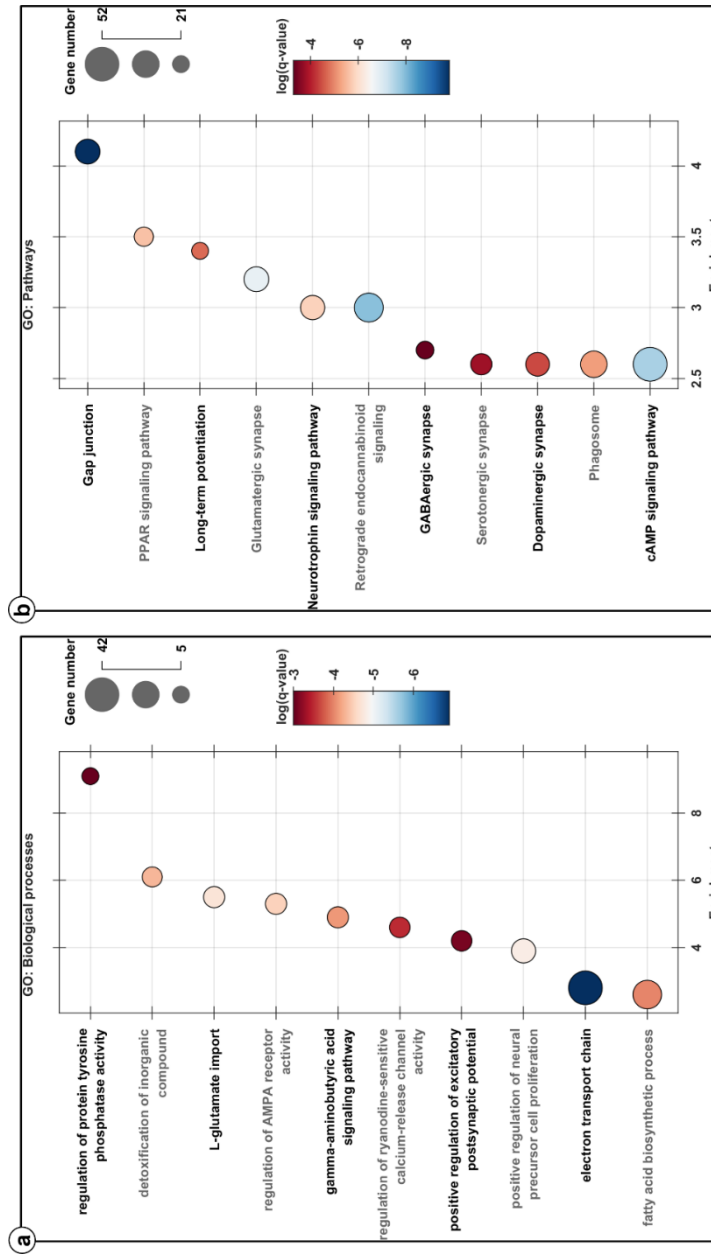 a
GO: Biological processes
regulation of protein tyrosine
phosphatase activity
detoxification of inorganic
compound
L-glutamate import
regulation of AMPA receptor
activity
gamma-aminobutyric acid
signaling pathway
regulation of ryanodine-sensitive
calcium-release channel
activity
positive regulation of excitatory
postsynaptic potential
positive regulation of neural
precursor cell proliferation
electron transport chain
fatty acid biosynthetic process
4
6
8
Gene number
42
5
log(q-value)
-3
-4
-5
-6
b
GO: Pathways
Gap junction
PPAR signaling pathway
Long-term potentiation
Glutamatergic synapse
Neurotrophin signaling pathway
Retrograde endocannabinoid
signaling
GABAergic synapse
Serotonergic synapse
Dopaminergic synapse
Phagosome
cAMP signaling pathway
2.5
3
3.5
4
Gene number
52
21
log(q-value)
-4
-6
-8